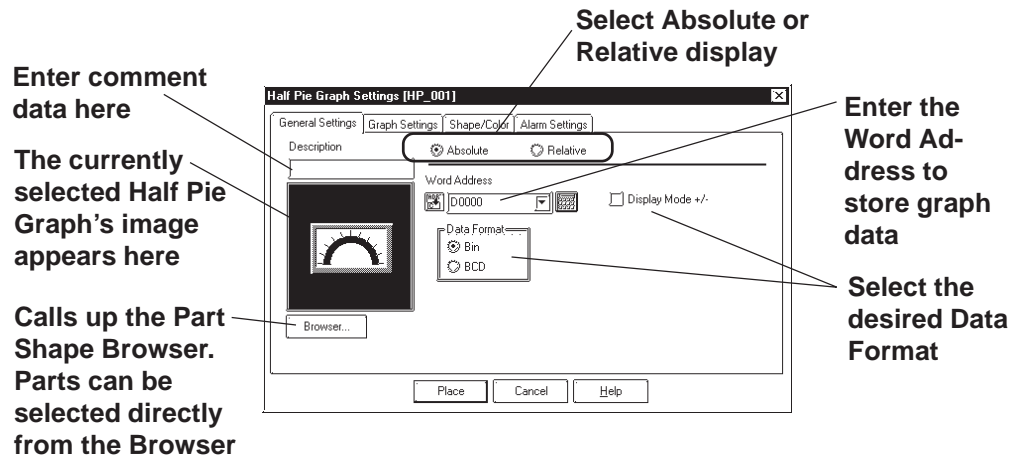 Select Absolute or
Relative display
Enter comment
data here
The currently
selected Half Pie
Graph's image
appears here
Calls up the Part
Shape Browser.
Parts can be
selected directly
from the Browser
Half Pie Graph Settings [HP_001]
General Settings Graph Settings Shape/Color Alarm Settings
Description
Absolute Relative
Word Address
D0000
Display Mode +/-
Data Format
Bin
BCD
Browser...
Place Cancel Help
Enter the
Word Ad-
dress to
store graph
data
Select the
desired Data
Format